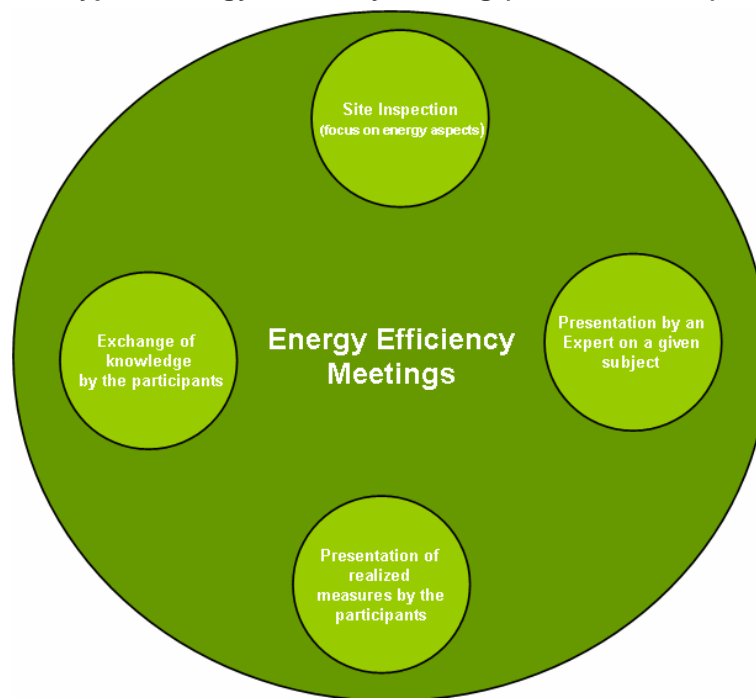 Site Inspection
(focus on energy aspects)
Exchange of
knowledge
by the participants
Energy Efficiency
Meetings
Presentation by an
Expert on a given
subject
Presentation of
realized
measures by the
participants